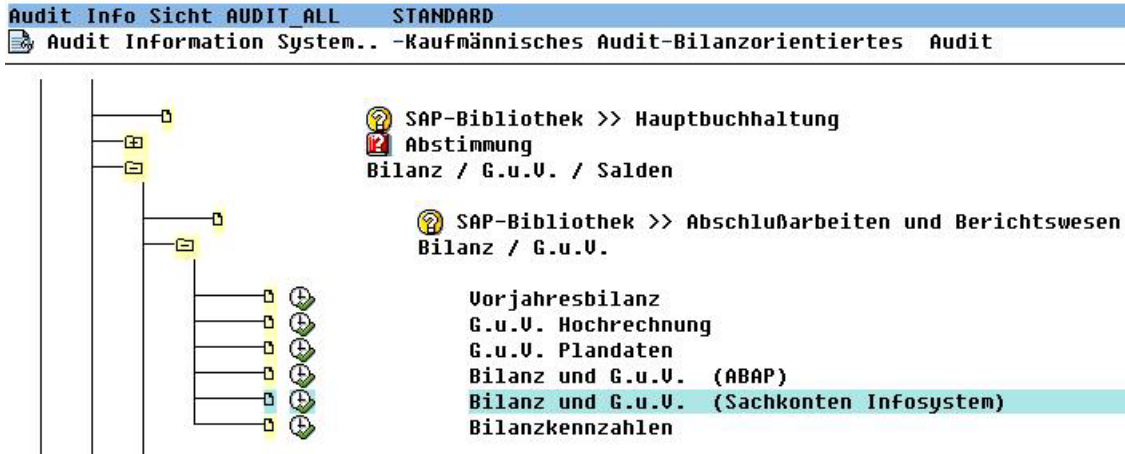 Audit Info Sicht AUDIT_ALL STANDARD
Audit Information System.. -Kaufmännisches Audit-Bilanzorientiertes Audit
SAP-Bibliothek >> Hauptbuchhaltung
Abstimmung
Bilanz / G.u.V. / Salden
SAP-Bibliothek >> Abschlußarbeiten und Berichtswesen
Bilanz / G.u.V.
Vorjahresbilanz
G.u.V. Hochrechnung
G.u.V. Plandaten
Bilanz und G.u.V. (ABAP)
Bilanz und G.u.V. (Sachkonten Infosystem)
Bilanzkennzahlen